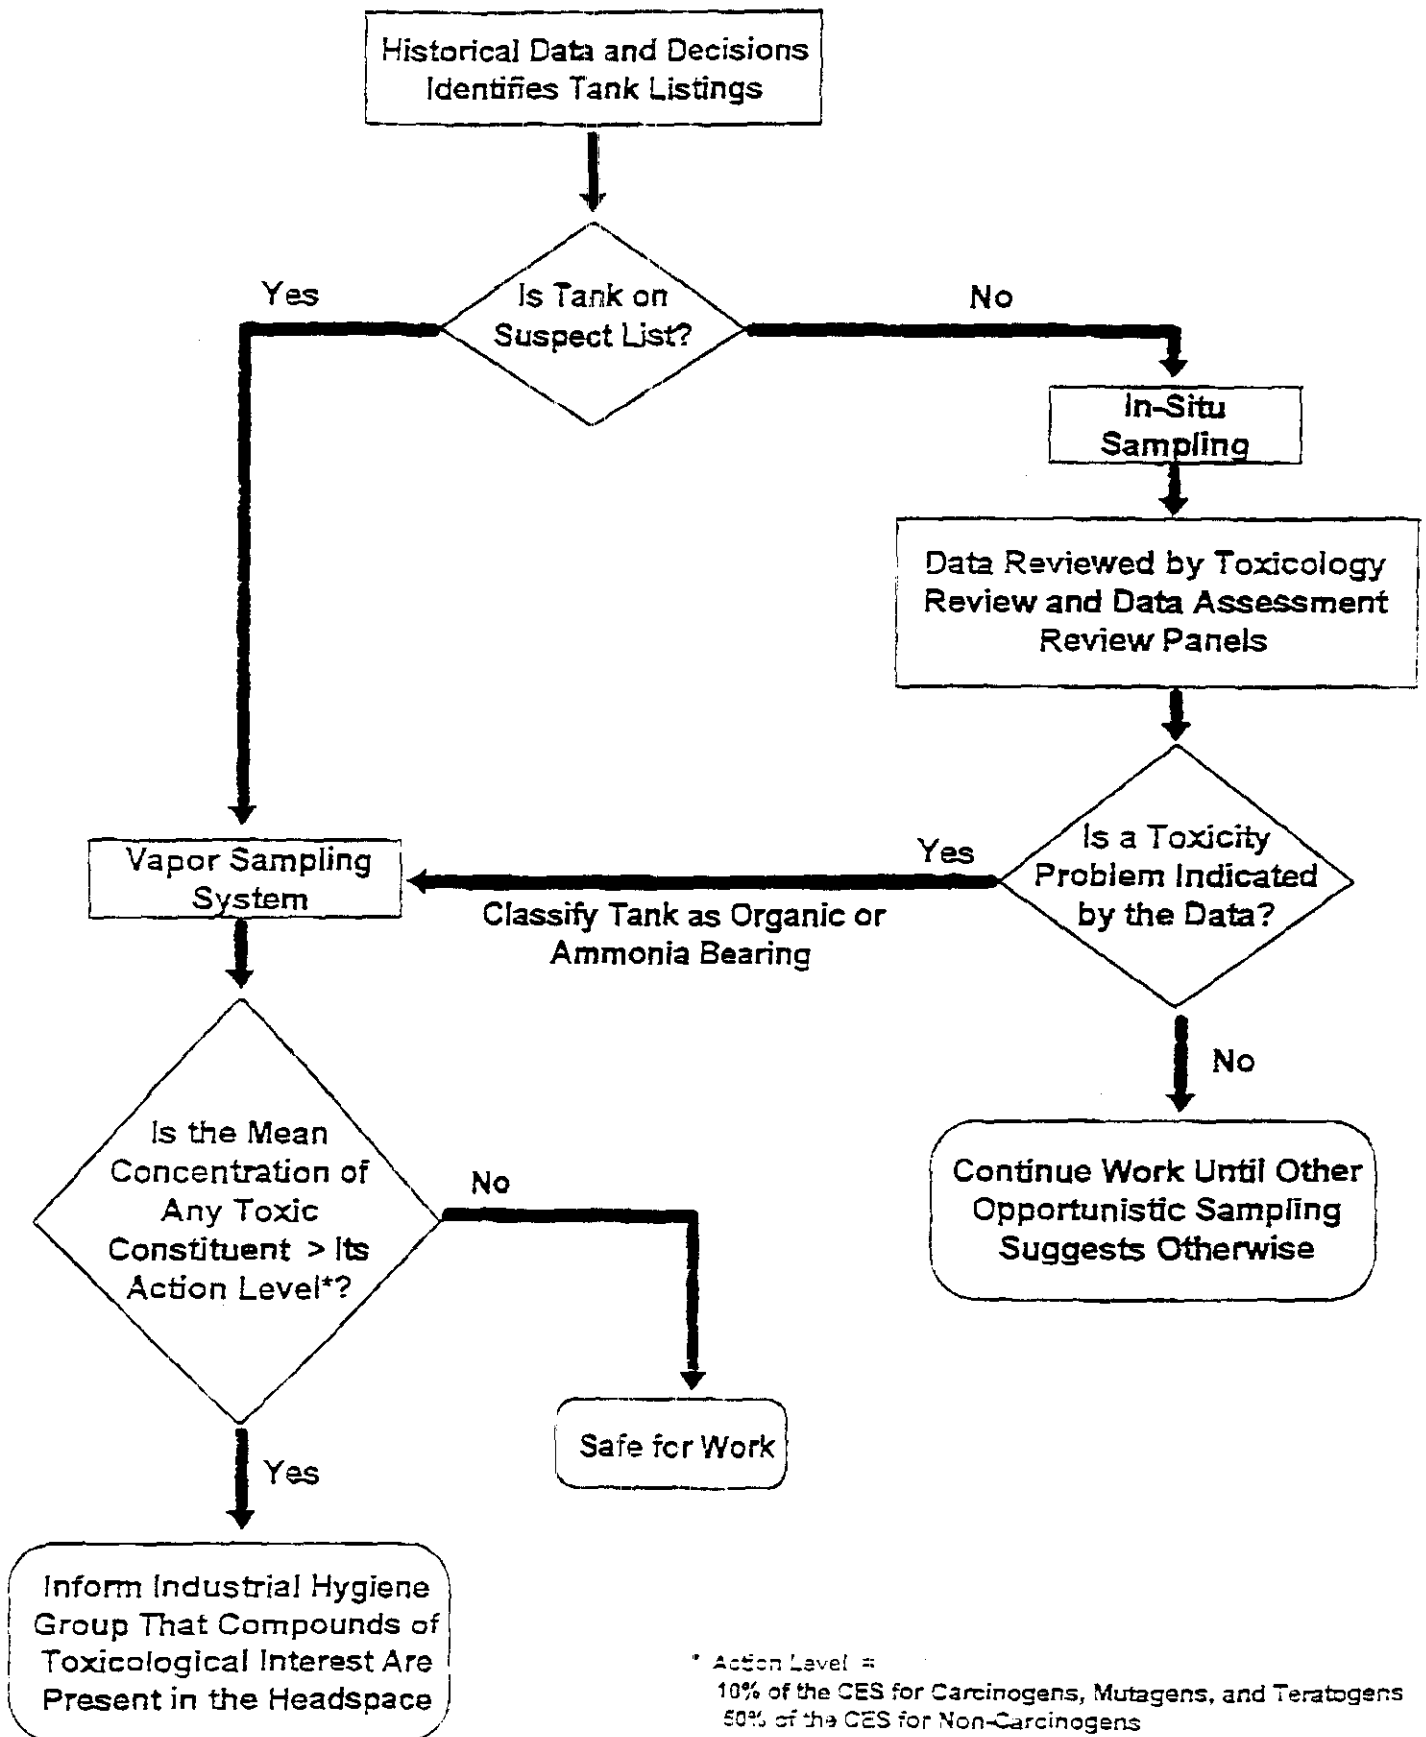 Historical Data and Decisions
Identifies Tank Listings
Is Tank on
Suspect List?
Yes
No
In-Situ
Sampling
Data Reviewed by Toxicology
Review and Data Assessment
Review Panels
Is a Toxicity
Problem Indicated
by the Data?
Yes
Classify Tank as Organic or
Ammonia Bearing
No
Continue Work Until Other
Opportunistic Sampling
Suggests Otherwise
Vapor Sampling
System
Is the Mean
Concentration of
Any Toxic
Constituent > Its
Action Level*?
No
Safe for Work
Yes
Inform Industrial Hygiene
Group That Compounds of
Toxicological Interest Are
Present in the Headspace
* Action Level =
10% of the CES for Carcinogens, Mutagens, and Teratogens
50% of the CES for Non-Carcinogens